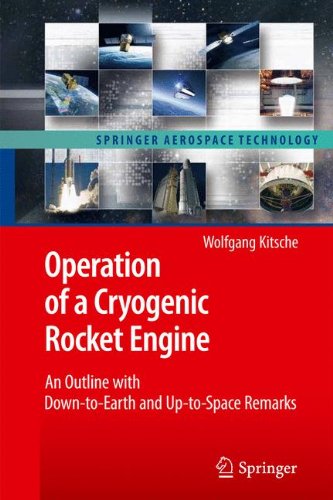 SPRINGER AEROSPACE TECHNOLOGY
Wolfgang Kitsche
Operation
of a Cryogenic
Rocket Engine
An Outline with
Down-to-Earth and Up-to-Space Remarks
Springer